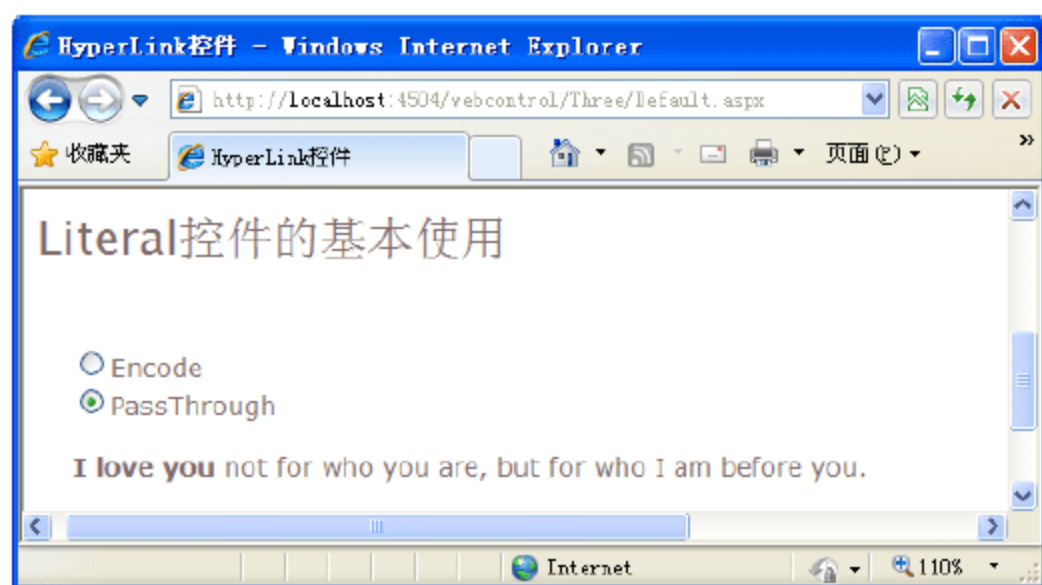 HyperLink控件 - Windows Internet Explorer
http://localhost:4504/webcontrol/Three/Default.aspx
收藏夹 HyperLink控件 页面(P)
Literal控件的基本使用
Encode
PassThrough
I love you not for who you are, but for who I am before you.
Internet 110%